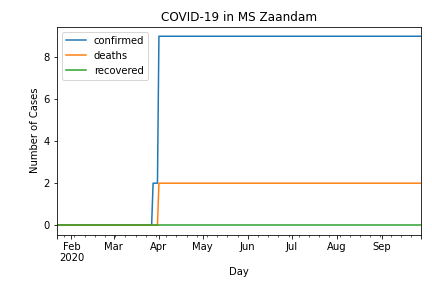 COVID-19 in MS Zaandam
confirmed
deaths
recovered
Number of Cases
8
6
4
2
0
Feb Mar Apr May Jun Jul Aug Sep
2020
Day